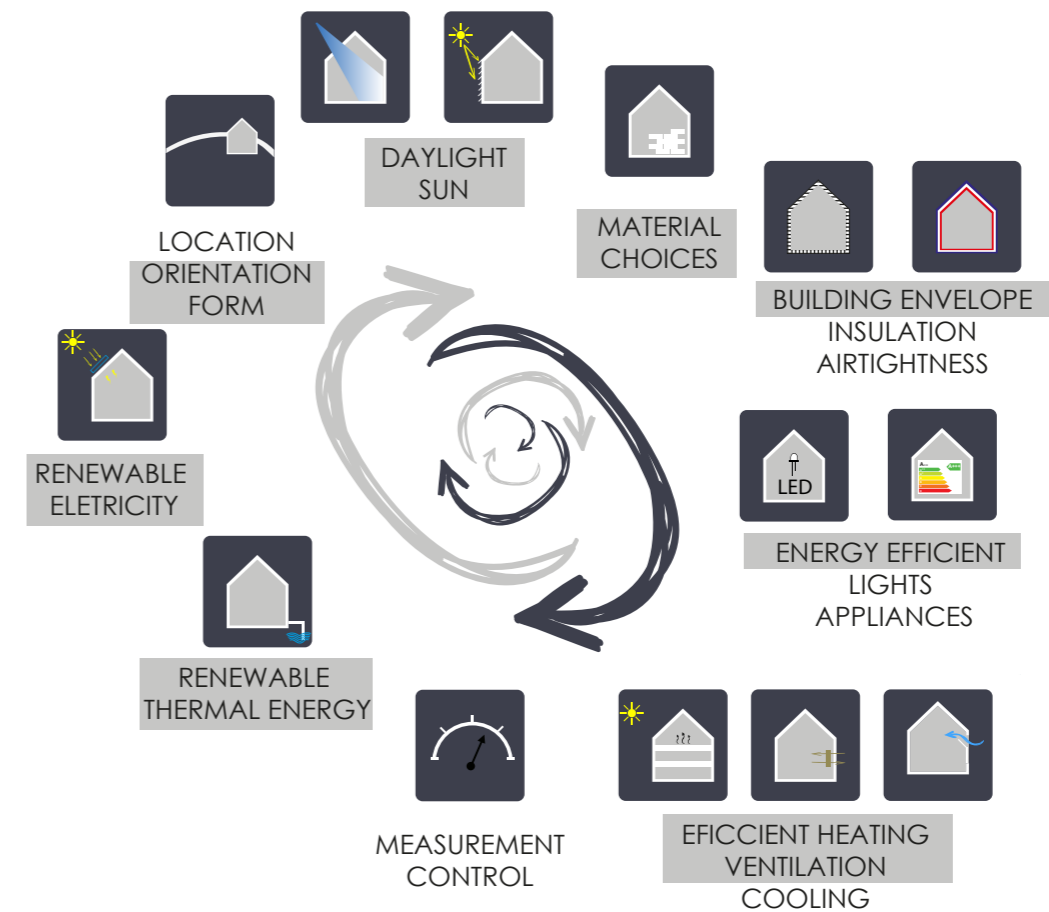 DAYLIGHT
SUN
MATERIAL
CHOICES
LOCATION
ORIENTATION
FORM
BUILDING ENVELOPE
INSULATION
AIRTIGHTNESS
RENEWABLE
ELETRICITY
LED
ENERGY EFFICIENT
LIGHTS
APPLIANCES
RENEWABLE
THERMAL ENERGY
MEASUREMENT
CONTROL
EFICCIENT HEATING
VENTILATION
COOLING